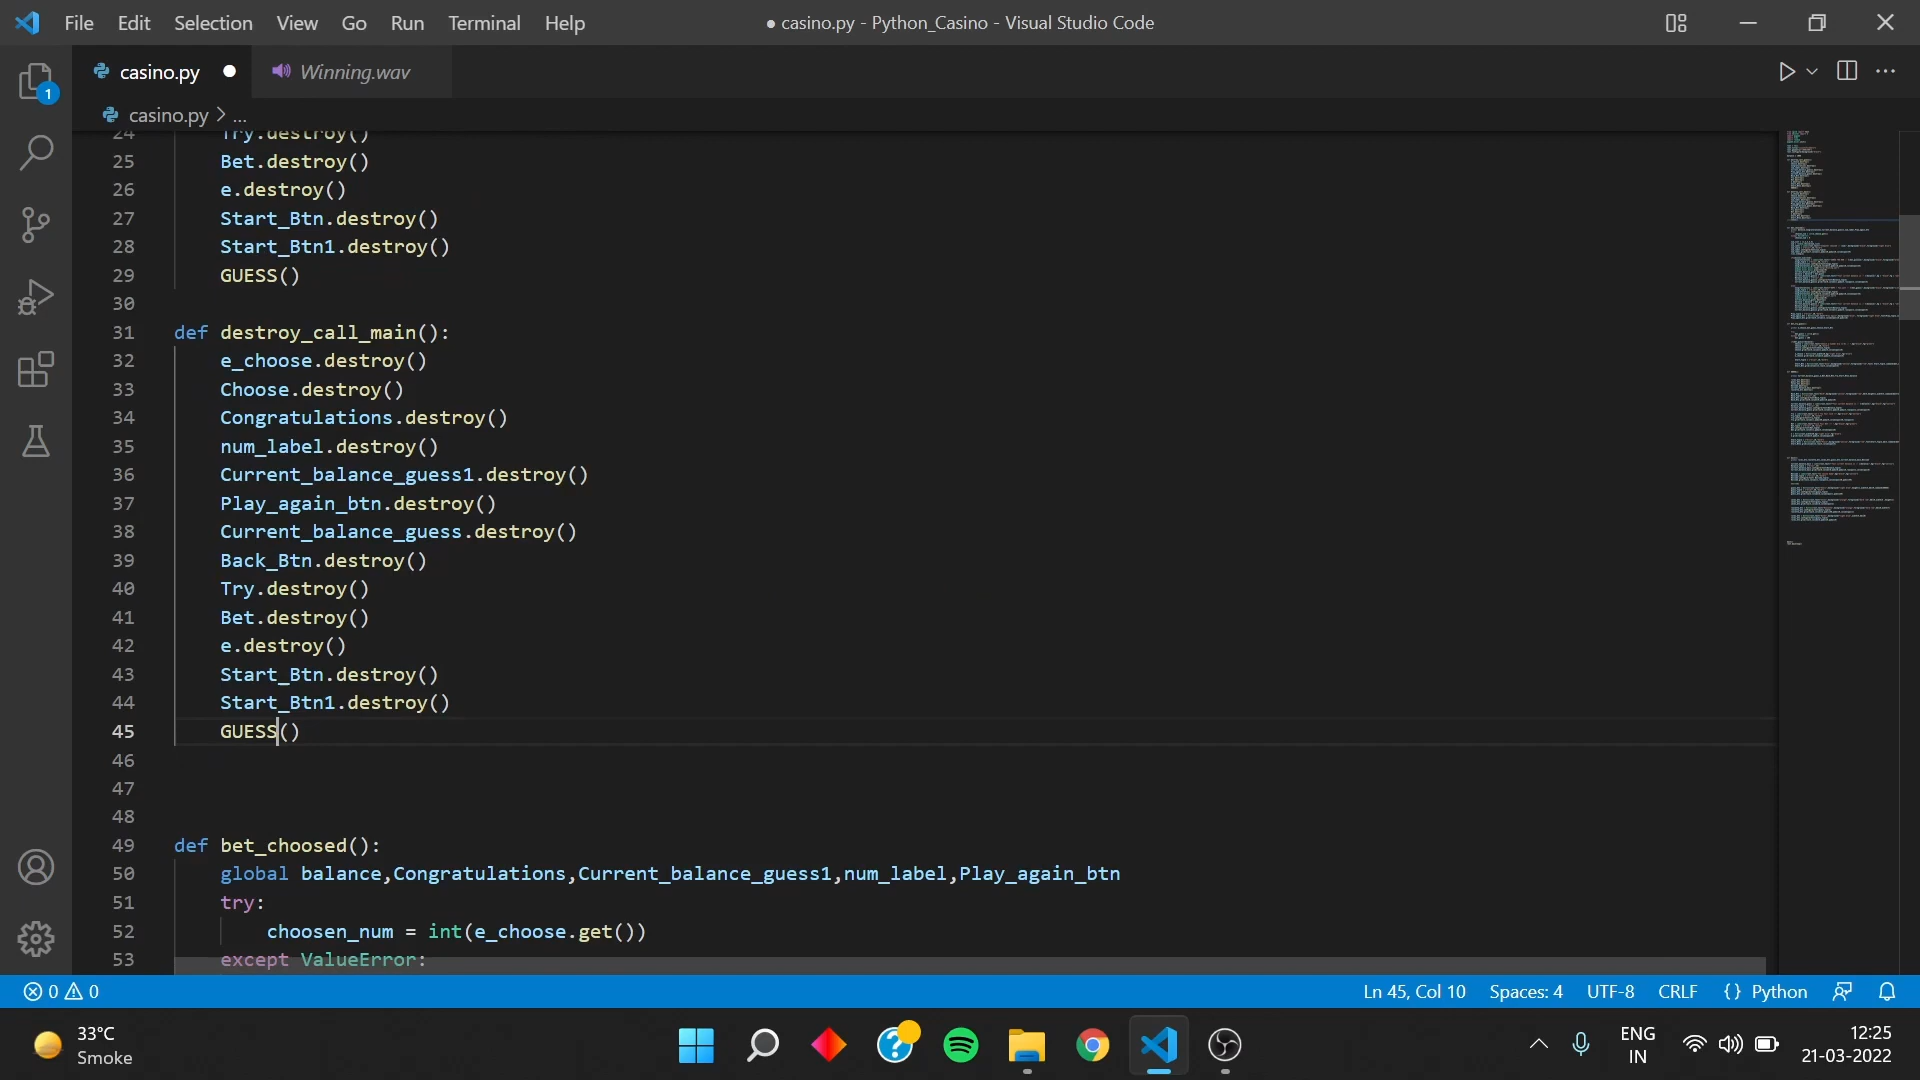 File Edit Selection View Go Run Terminal Help ● casino.py - Python_Casino - Visual Studio Code
casino.py Winning.wav
1
casino.py > ...
24 Try.destroy()
25 Bet.destroy()
26 e.destroy()
27 Start_Btn.destroy()
28 Start_Btn1.destroy()
29 GUESS()
30
31 def destroy_call_main():
32 e_choose.destroy()
33 Choose.destroy()
34 Congratulations.destroy()
35 num_label.destroy()
36 Current_balance_guess1.destroy()
37 Play_again_btn.destroy()
38 Current_balance_guess.destroy()
39 Back_Btn.destroy()
40 Try.destroy()
41 Bet.destroy()
42 e.destroy()
43 Start_Btn.destroy()
44 Start_Btn1.destroy()
45 GUESS()
46
47
48
49 def bet_choosed():
50 global balance,Congratulations,Current_balance_guess1,num_label,Play_again_btn
51 try:
52 choosen_num = int(e_choose.get())
53 except ValueError:
0 0 Ln 45, Col 10 Spaces: 4 UTF-8 CRLF {} Python
33°C
Smoke
ENG
IN
12:25
21-03-2022